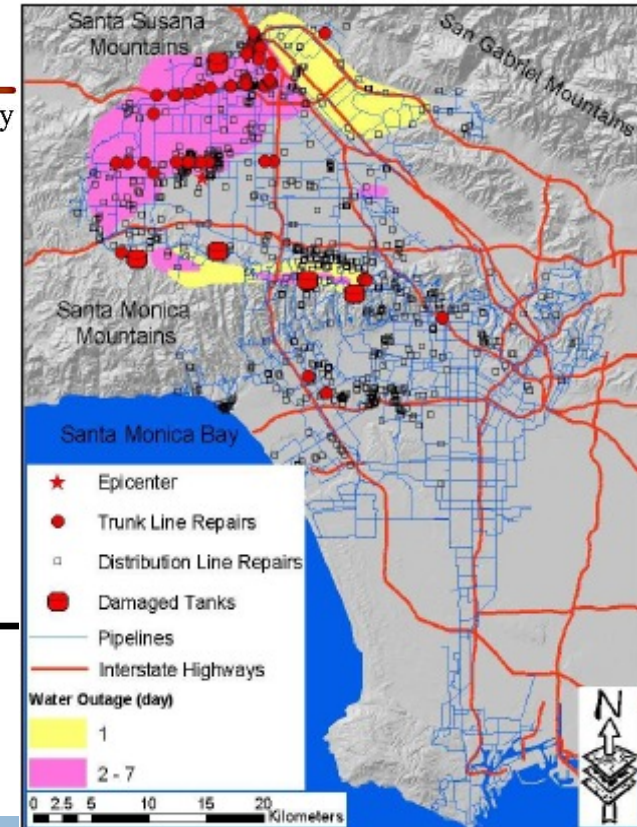 Santa Susana
Mountains
San Gabriel Mountains
y
Santa Monica
Mountains
Santa Monica Bay
Epicenter
Trunk Line Repairs
Distribution Line Repairs
Damaged Tanks
Pipelines
Interstate Highways
Water Outage (day)
1
2 - 7
N
0 2.5 5 10 15 20
Kilometers